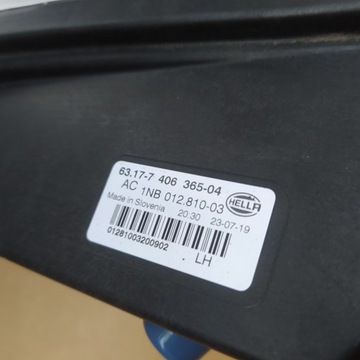 63.17-7 406 365-04
AC 1NB 012.810-03
HELLA
Made in Slovenia 20:30 23-07-19
01281003200902
. LH